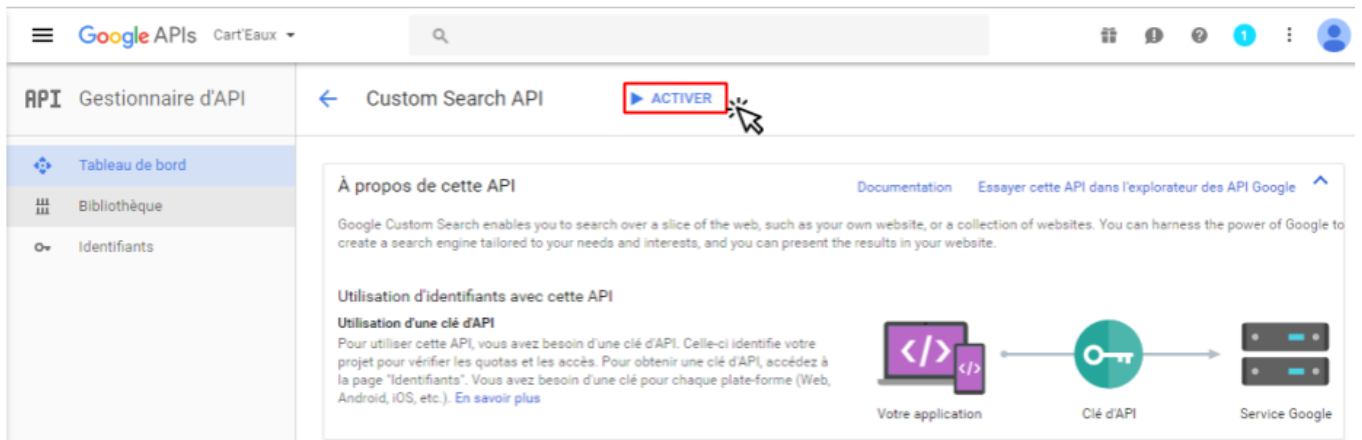 Google APIs Cart'Eaux
1
API Gestionnaire d'API
Custom Search API ACTIVER
Tableau de bord
Bibliothèque
Identifiants
À propos de cette API
Documentation Essayer cette API dans l'explorateur des API Google
Google Custom Search enables you to search over a slice of the web, such as your own website, or a collection of websites. You can harness the power of Google to
create a search engine tailored to your needs and interests, and you can present the results in your website.
Utilisation d'identifiants avec cette API
Utilisation d'une clé d'API
Pour utiliser cette API, vous avez besoin d'une clé d'API. Celle-ci identifie votre
projet pour vérifier les quotas et les accès. Pour obtenir une clé d'API, accédez à
la page "Identifiants". Vous avez besoin d'une clé pour chaque plate-forme (Web,
Android, iOS, etc.). En savoir plus
</>
</>
Votre application Clé d'API Service Google